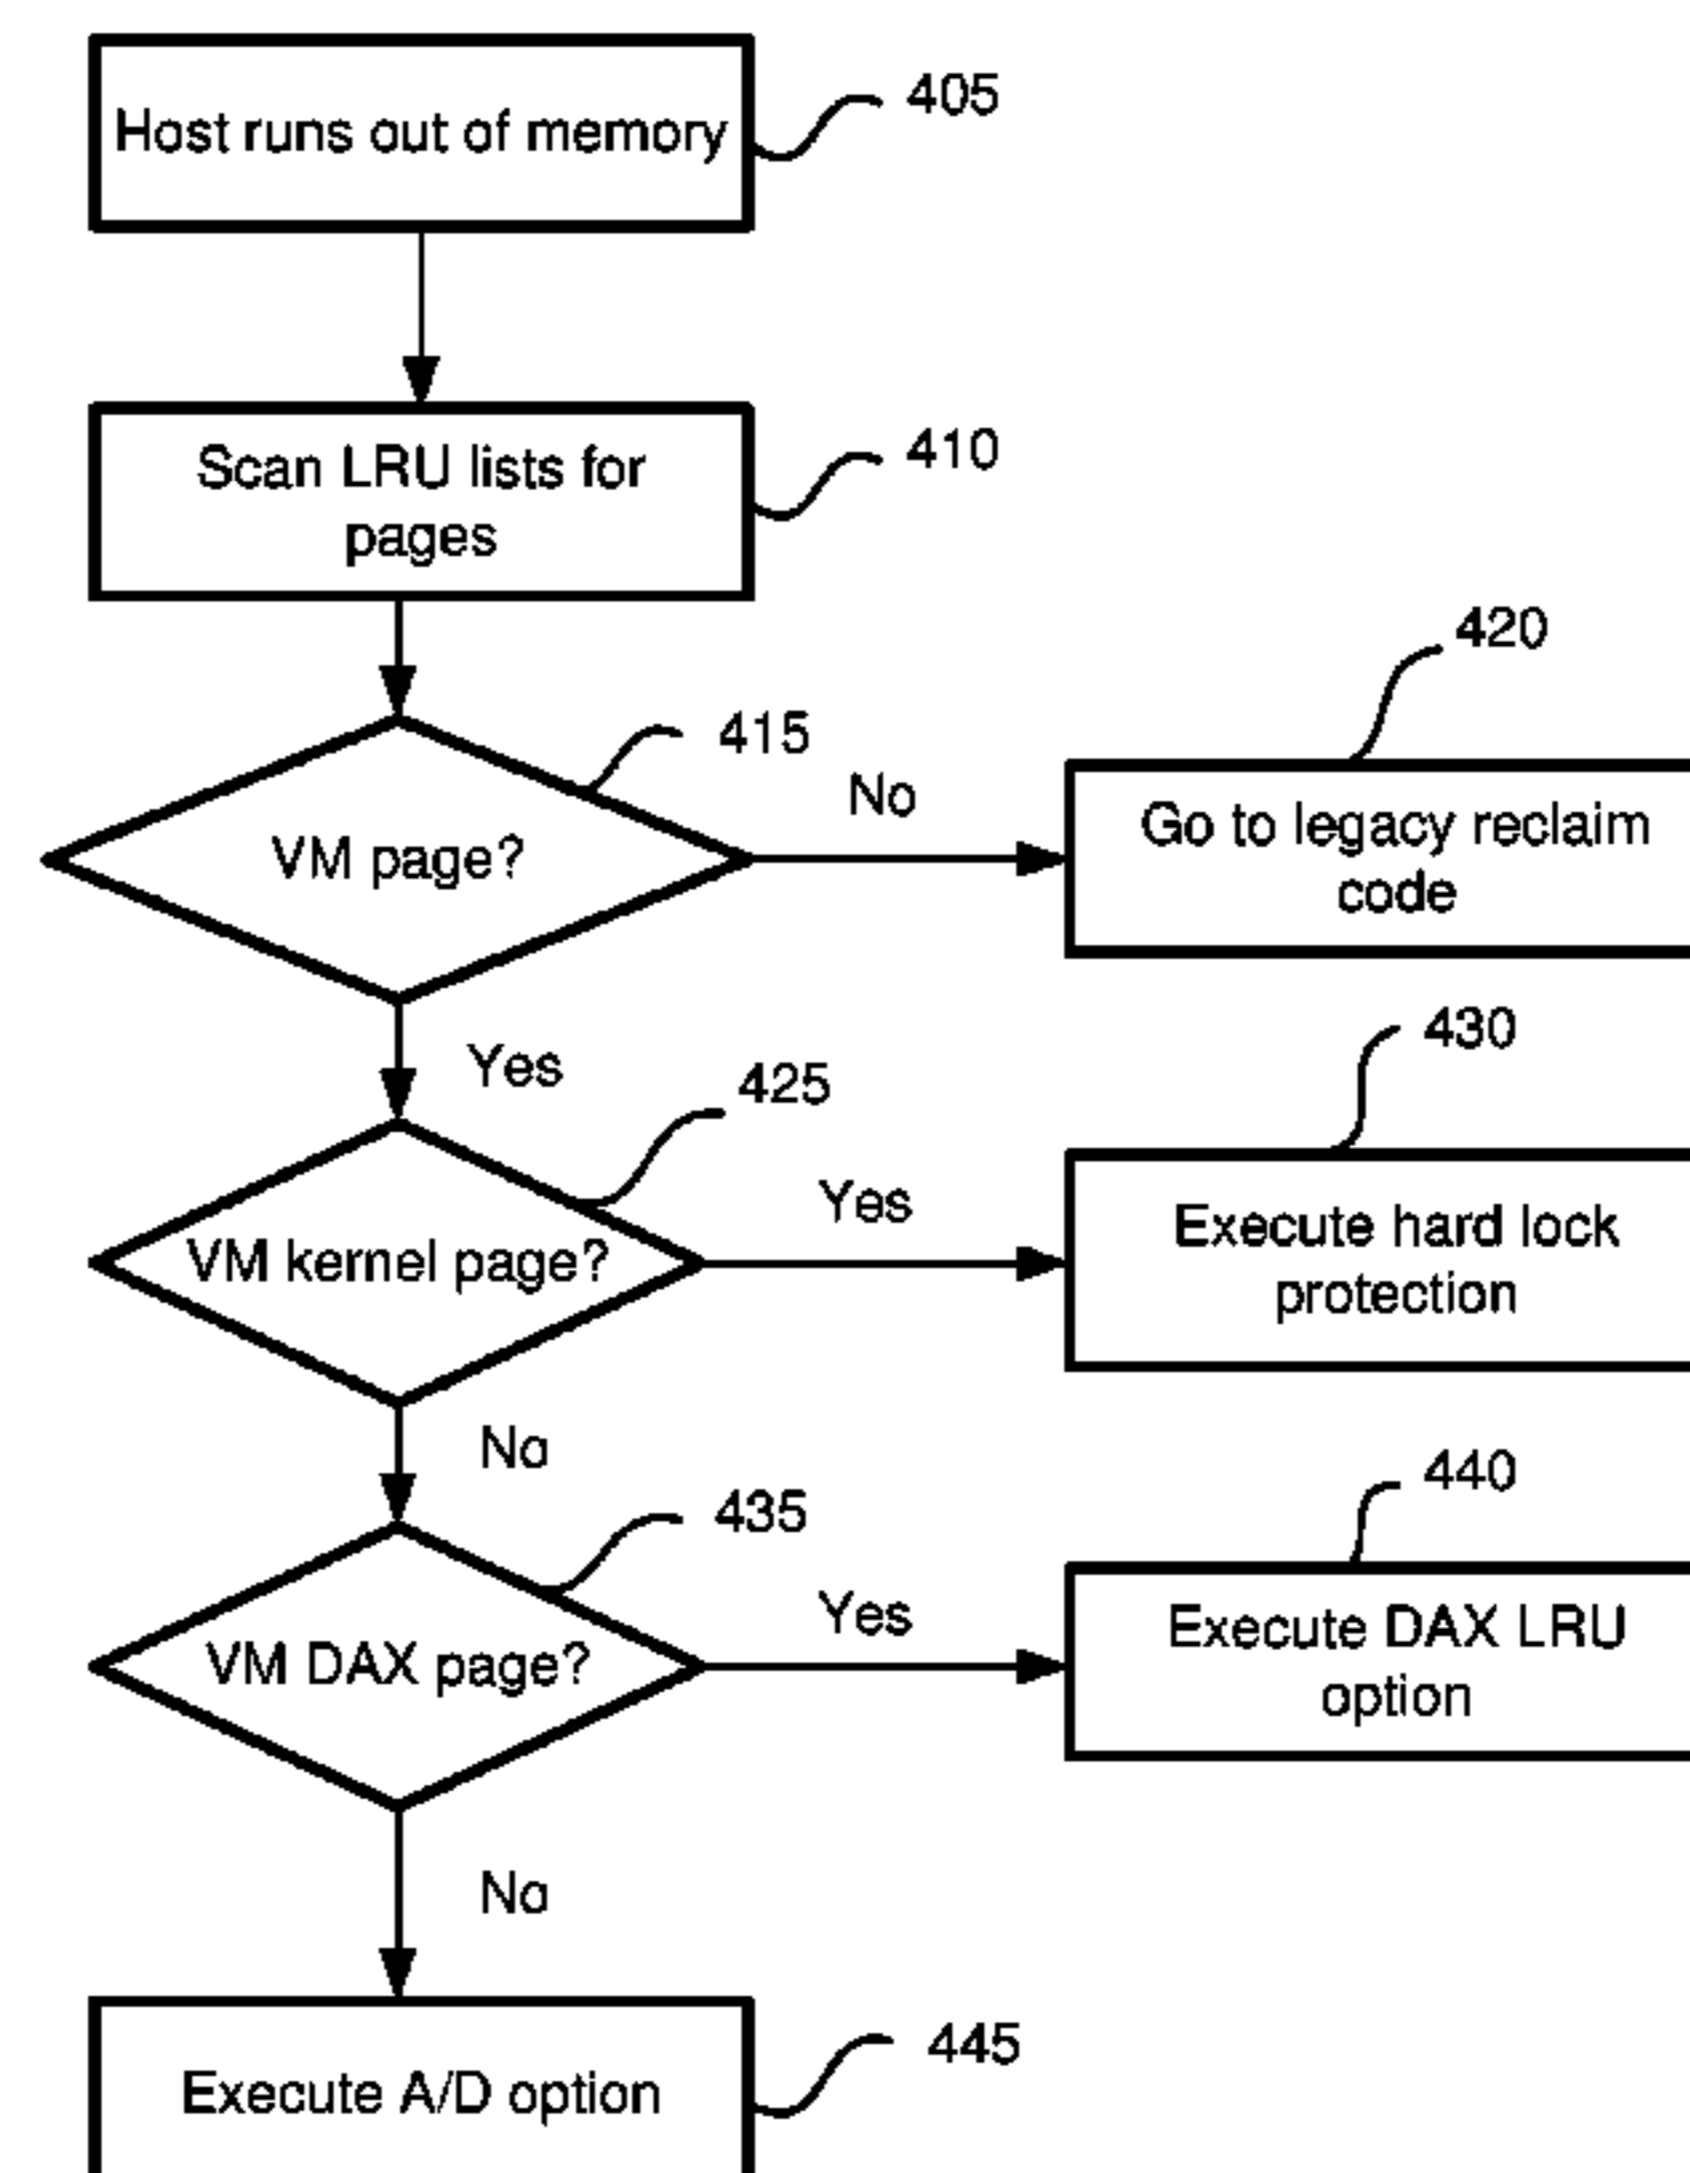 Host runs out of memory
405
Scan LRU lists for
pages
410
420
415
VM page?
No
Go to legacy reclaim
code
Yes
430
425
VM kernel page?
Yes
Execute hard lock
protection
No
440
435
VM DAX page?
Yes
Execute DAX LRU
option
No
445
Execute A/D option